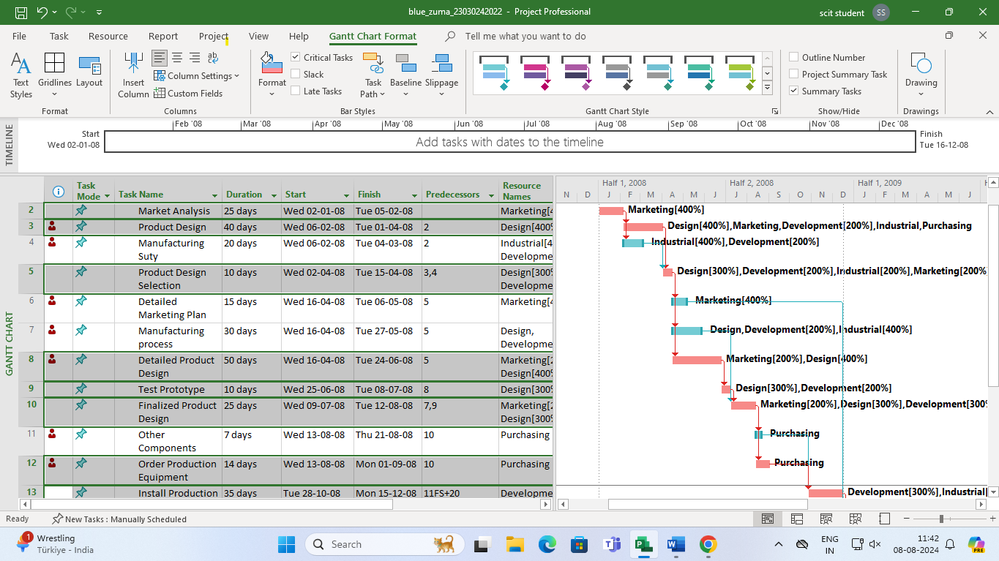 blue_zuma_23030242022 - Project Professional
scit student SS
File Task Resource Report Project View Help Gantt Chart Format Tell me what you want to do
Text Styles
Gridlines
Layout
Format
Insert Column
Column Settings
Custom Fields
Columns
Format
Critical Tasks
Slack
Late Tasks
Task Path
Baseline
Slippage
Bar Styles
Gantt Chart Style
Outline Number
Project Summary Task
Summary Tasks
Show/Hide
Drawing
Drawings
TIMELINE
Feb '08 Mar '08 Apr '08 May '08 Jun '08 Jul '08 Aug '08 Sep '08 Oct '08 Nov '08 Dec '08
Start
Wed 02-01-08
Add tasks with dates to the timeline
Finish
Tue 16-12-08
GANTT CHART
Task Mode Task Name Duration Start Finish Predecessors Resource Names
2 Market Analysis 25 days Wed 02-01-08 Tue 05-02-08 Marketing[4
3 Product Design 40 days Wed 06-02-08 Tue 01-04-08 2 Design[400%
4 Manufacturing Suty 20 days Wed 06-02-08 Tue 04-03-08 2 Industrial[4 Developme
5 Product Design Selection 10 days Wed 02-04-08 Tue 15-04-08 3,4 Design[300% Developme
6 Detailed Marketing Plan 15 days Wed 16-04-08 Tue 06-05-08 5 Marketing[4
7 Manufacturing process 30 days Wed 16-04-08 Tue 27-05-08 5 Design, Developme
8 Detailed Product Design 50 days Wed 16-04-08 Tue 24-06-08 5 Marketing[2 Design[400%
9 Test Prototype 10 days Wed 25-06-08 Tue 08-07-08 8 Design[300%
10 Finalized Product Design 25 days Wed 09-07-08 Tue 12-08-08 7,9 Marketing[2 Design[300%
11 Other Components 7 days Wed 13-08-08 Thu 21-08-08 10 Purchasing
12 Order Production Equipment 14 days Wed 13-08-08 Mon 01-09-08 10 Purchasing
13 Install Production 35 days Tue 28-10-08 Mon 15-12-08 11FS+20 Developme
Half 1, 2008 Half 2, 2008 Half 1, 2009 H
N D J F M A M J J A S O N D J F M A M J
Marketing[400%]
Design[400%],Marketing,Development[200%],Industrial,Purchasing
Industrial[400%],Development[200%]
Design[300%],Development[200%],Industrial[200%],Marketing[200%
Marketing[400%]
Design,Development[200%],Industrial[400%]
Marketing[200%],Design[400%]
Design[300%],Development[200%]
Marketing[200%],Design[300%],Development[300%
Purchasing
Purchasing
Development[300%],Industrial[
Ready New Tasks : Manually Scheduled
1 Wrestling
Türkiye - India
Search
ENG
IN
11:42
08-08-2024
PRE